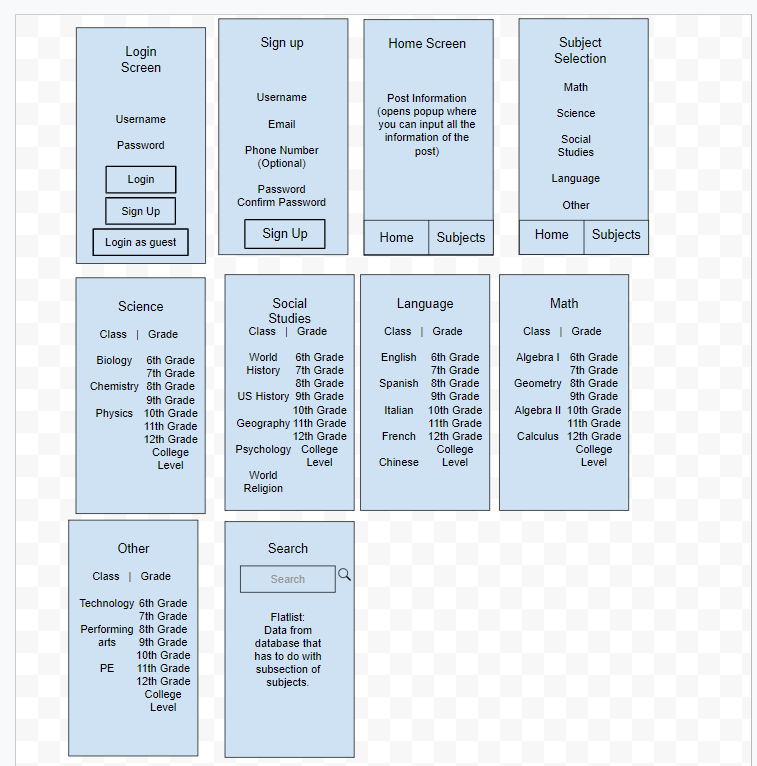 Login
Screen
Username
Password
Login
Sign Up
Login as guest
Sign up
Username
Email
Phone Number
(Optional)
Password
Confirm Password
Sign Up
Home Screen
Post Information
(opens popup where
you can input all the
information of the
post)
Home
Subjects
Subject
Selection
Math
Science
Social
Studies
Language
Other
Home
Subjects
Science
Class | Grade
Biology 6th Grade
7th Grade
Chemistry 8th Grade
9th Grade
Physics 10th Grade
11th Grade
12th Grade
College
Level
Social
Studies
Class | Grade
World 6th Grade
History 7th Grade
8th Grade
US History 9th Grade
10th Grade
Geography 11th Grade
12th Grade
Psychology College
Level
World
Religion
Language
Class | Grade
English 6th Grade
7th Grade
Spanish 8th Grade
9th Grade
Italian 10th Grade
11th Grade
French 12th Grade
College
Chinese Level
Math
Class | Grade
Algebra I 6th Grade
7th Grade
Geometry 8th Grade
9th Grade
Algebra II 10th Grade
11th Grade
Calculus 12th Grade
College
Level
Other
Class | Grade
Technology 6th Grade
7th Grade
Performing 8th Grade
arts 9th Grade
10th Grade
PE 11th Grade
12th Grade
College
Level
Search
Search
Flatlist:
Data from
database that
has to do with
subsection of
subjects.